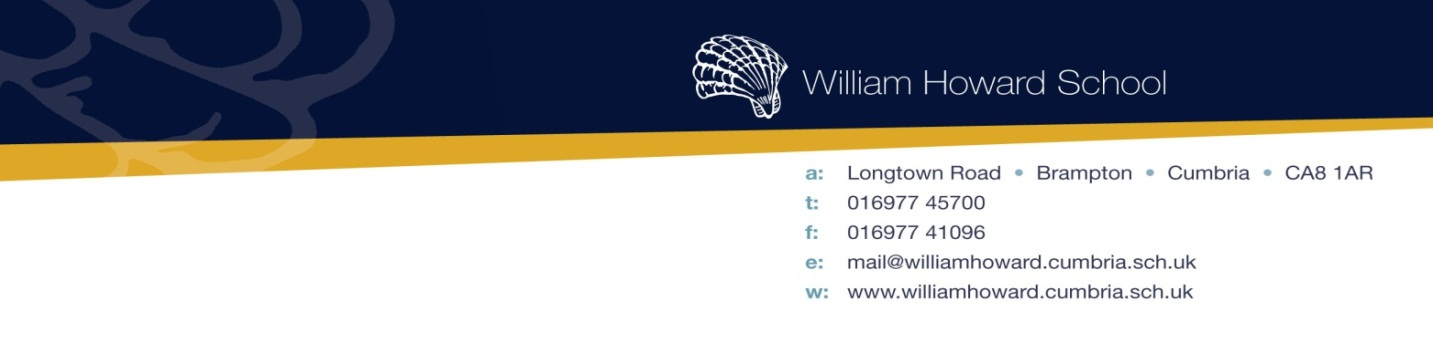 William Howard School
a: Longtown Road • Brampton • Cumbria • CA8 1AR
t: 016977 45700
f: 016977 41096
e: mail@williamhoward.cumbria.sch.uk
w: www.williamhoward.cumbria.sch.uk